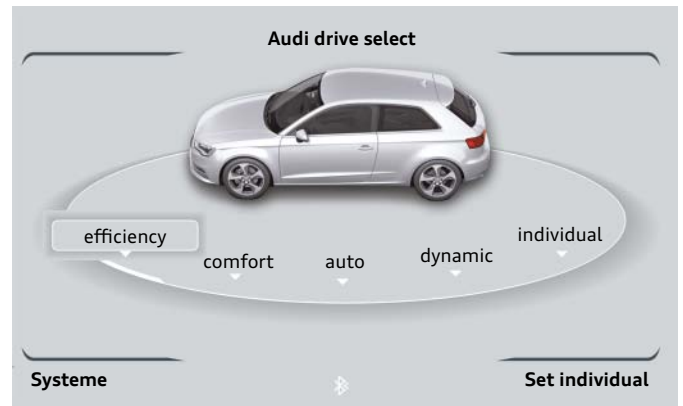 Audi drive select
efficiency
comfort
auto
dynamic
individual
Systeme
Set individual